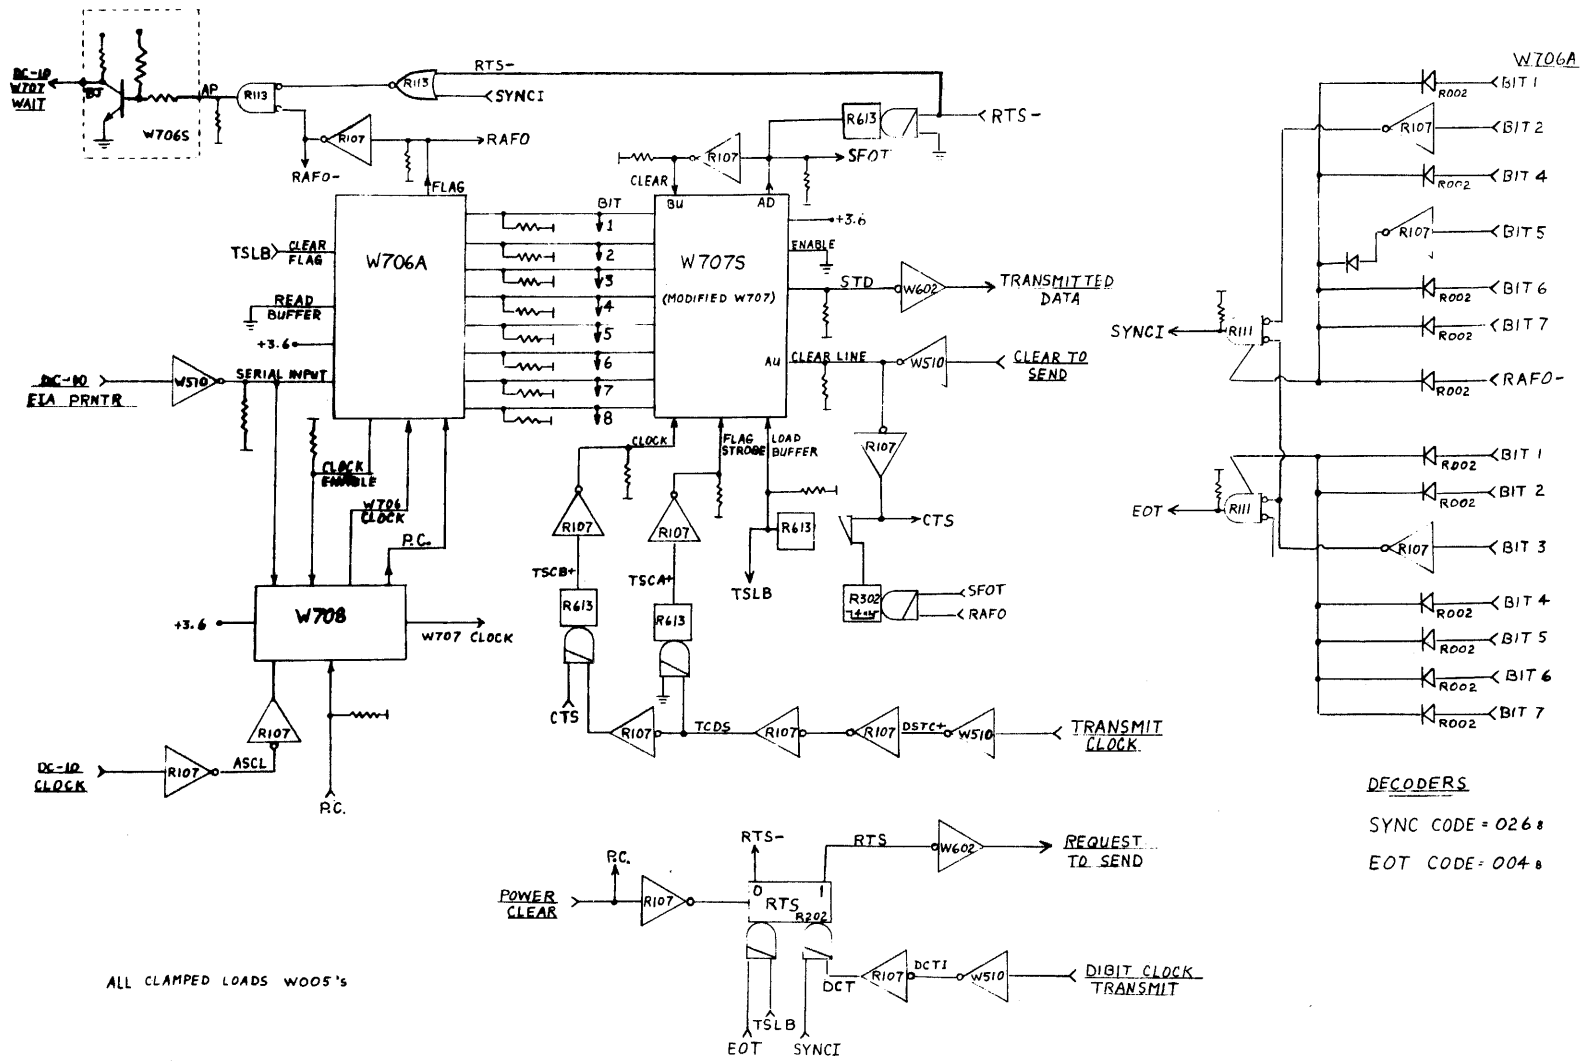 DC-10
W707
WAIT
BJ
AP
W706S
R113
R113
RTS-
SYNCI
R107
RAFO
RAFO-
FLAG
R613
RTS-
R107
SFOT
CLEAR
BU
AD
+3.6
TSLB
CLEAR
FLAG
W706A
READ
BUFFER
+3.6
BIT
1
2
3
4
5
6
7
8
W707S
(MODIFIED W707)
ENABLE
STD
W602
TRANSMITTED
DATA
AU
CLEAR LINE
W510
CLEAR TO
SEND
DC-10
EIA PRNTR
W510
SERIAL INPUT
CLOCK
ENABLE
W706
CLOCK
P.C.
CLOCK
FLAG
STROBE
LOAD
BUFFER
R107
R107
R107
R613
CTS
TSCB+
TSCA+
TSLB
R613
R613
R302
SFOT
RAFO
+3.6
W708
W707 CLOCK
CTS
R107
TCDS
R107
R107
DSTC+
W510
TRANSMIT
CLOCK
DC-10
CLOCK
R107
ASCL
R107
P.C.
POWER
CLEAR
P.C.
R107
RTS-
0
1
RTS
R202
RTS
W602
REQUEST
TO SEND
DCT
R107
DCTI
W510
DIBIT CLOCK
TRANSMIT
EOT
TSLB
SYNCI
ALL CLAMPED LOADS W005's
W706A
R002
BIT 1
R107
BIT 2
R002
BIT 4
R107
BIT 5
R002
BIT 6
R002
BIT 7
SYNCI
R111
R002
RAFO-
R002
BIT 1
R002
BIT 2
EOT
R111
R107
BIT 3
R002
BIT 4
R002
BIT 5
R002
BIT 6
R002
BIT 7
DECODERS
SYNC CODE = 026 8
EOT CODE = 004 8